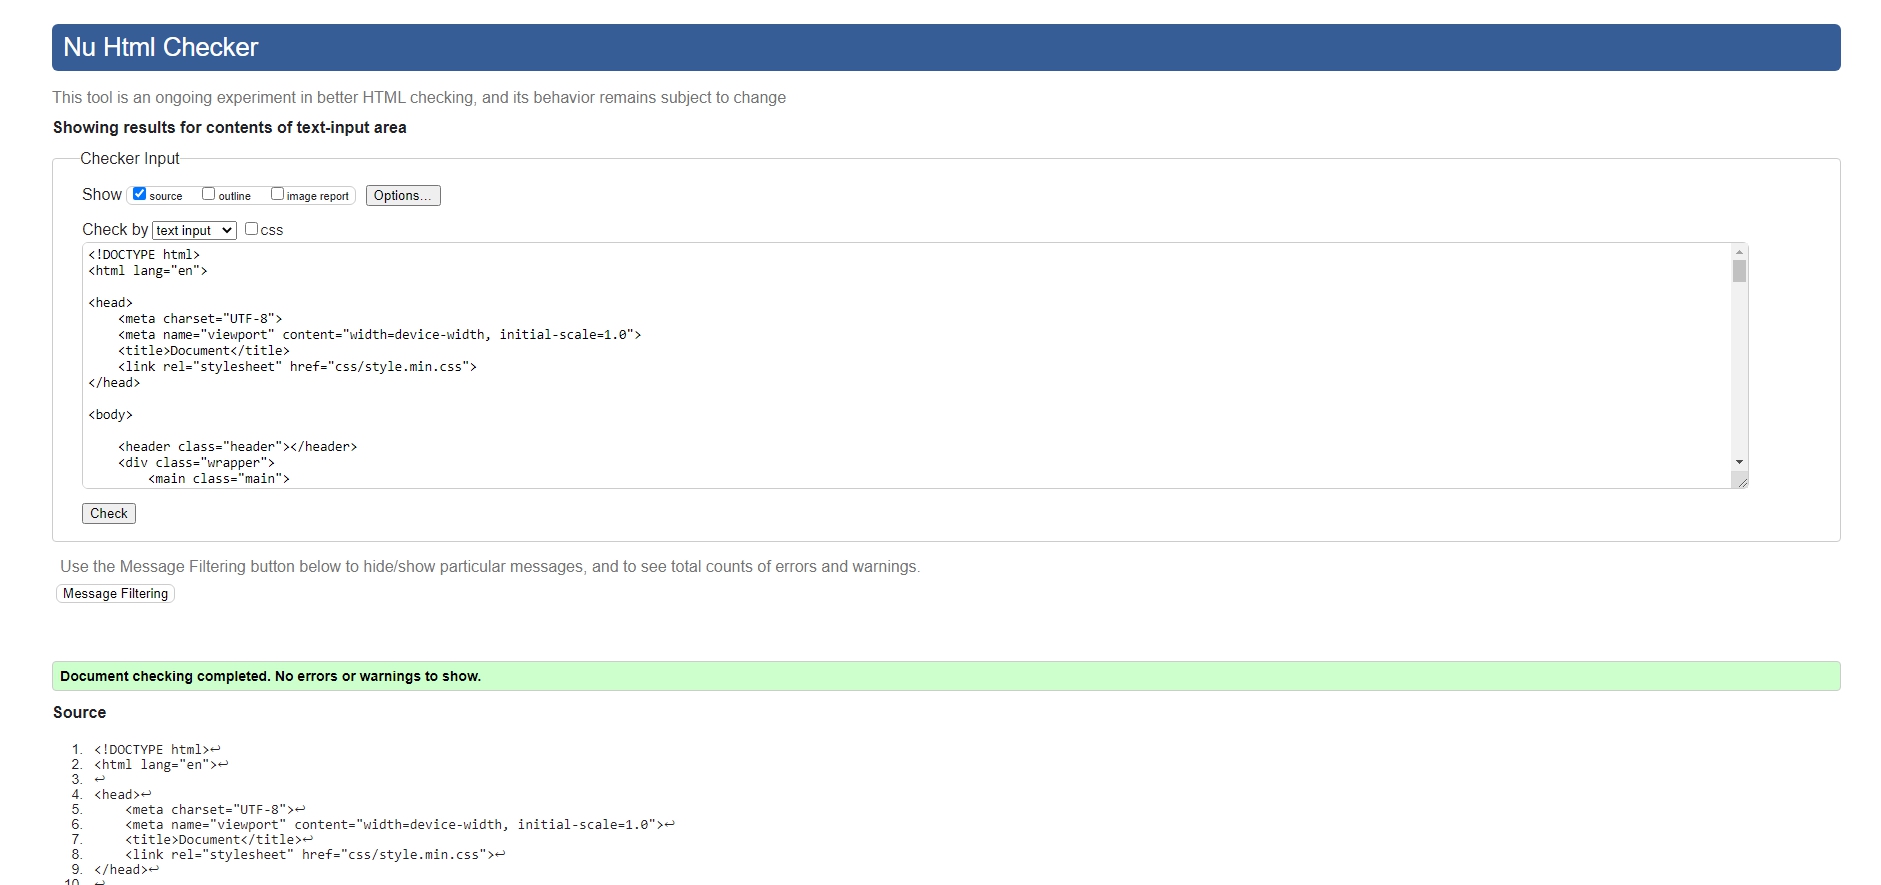 Nu Html Checker
This tool is an ongoing experiment in better HTML checking, and its behavior remains subject to change
Showing results for contents of text-input area
Checker Input
Show source outline image report Options...
Check by text input css
<!DOCTYPE html>
<html lang="en">
<head>
    <meta charset="UTF-8">
    <meta name="viewport" content="width=device-width, initial-scale=1.0">
    <title>Document</title>
    <link rel="stylesheet" href="css/style.min.css">
</head>
<body>
    <header class="header"></header>
    <div class="wrapper">
        <main class="main">
Check
Use the Message Filtering button below to hide/show particular messages, and to see total counts of errors and warnings.
Message Filtering
Document checking completed. No errors or warnings to show.
Source
1. <!DOCTYPE html>↩
2. <html lang="en">↩
3. ↩
4. <head>↩
5.     <meta charset="UTF-8">↩
6.     <meta name="viewport" content="width=device-width, initial-scale=1.0">↩
7.     <title>Document</title>↩
8.     <link rel="stylesheet" href="css/style.min.css">↩
9. </head>↩
10. ↩